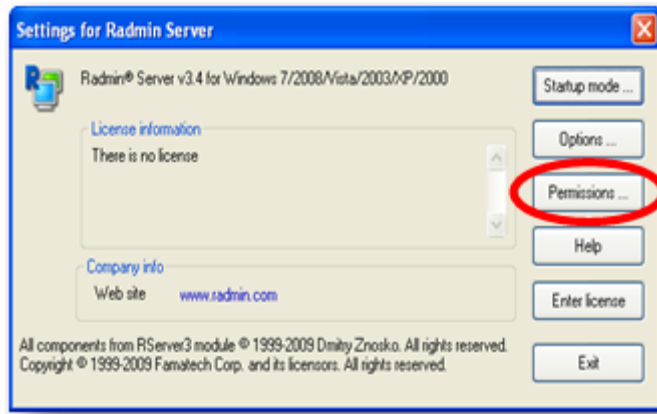 Settings for Radmin Server
Radmin® Server v3.4 for Windows 7/2008/Vista/2003/XP/2000
Startup mode ...
License information
There is no license
Options ...
Permissions ...
Help
Company info
Web site www.radmin.com
Enter license
All components from RServer3 module © 1999-2009 Dmitry Znosko. All rights reserved.
Copyright © 1999-2009 Famatech Corp. and its licensors. All rights reserved.
Exit